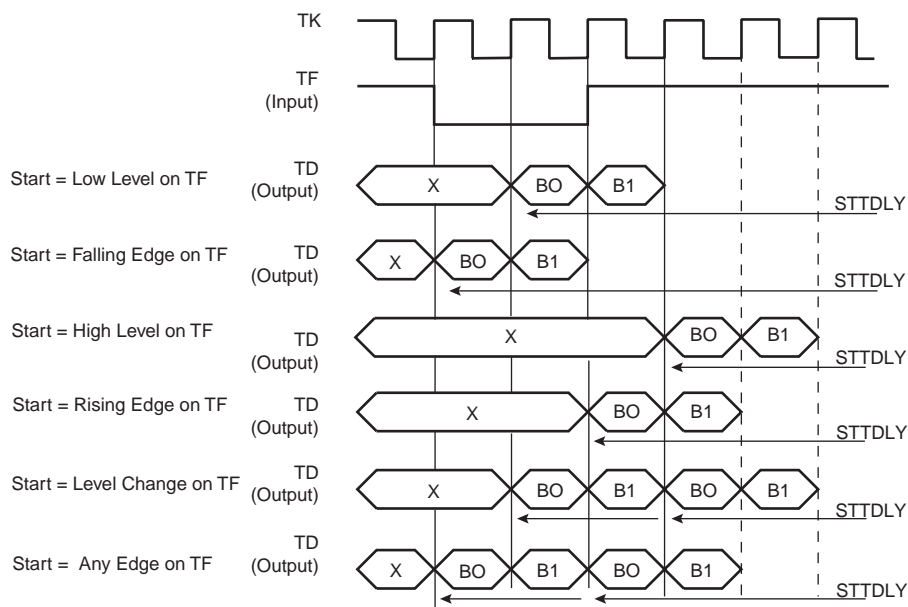 TK
TF
(Input)
Start = Low Level on TF
TD
(Output)
X
BO
B1
STTDLY
Start = Falling Edge on TF
TD
(Output)
X
BO
B1
STTDLY
Start = High Level on TF
TD
(Output)
X
BO
B1
STTDLY
Start = Rising Edge on TF
TD
(Output)
X
BO
B1
STTDLY
Start = Level Change on TF
TD
(Output)
X
BO
B1
BO
B1
STTDLY
Start = Any Edge on TF
TD
(Output)
X
BO
B1
BO
B1
STTDLY